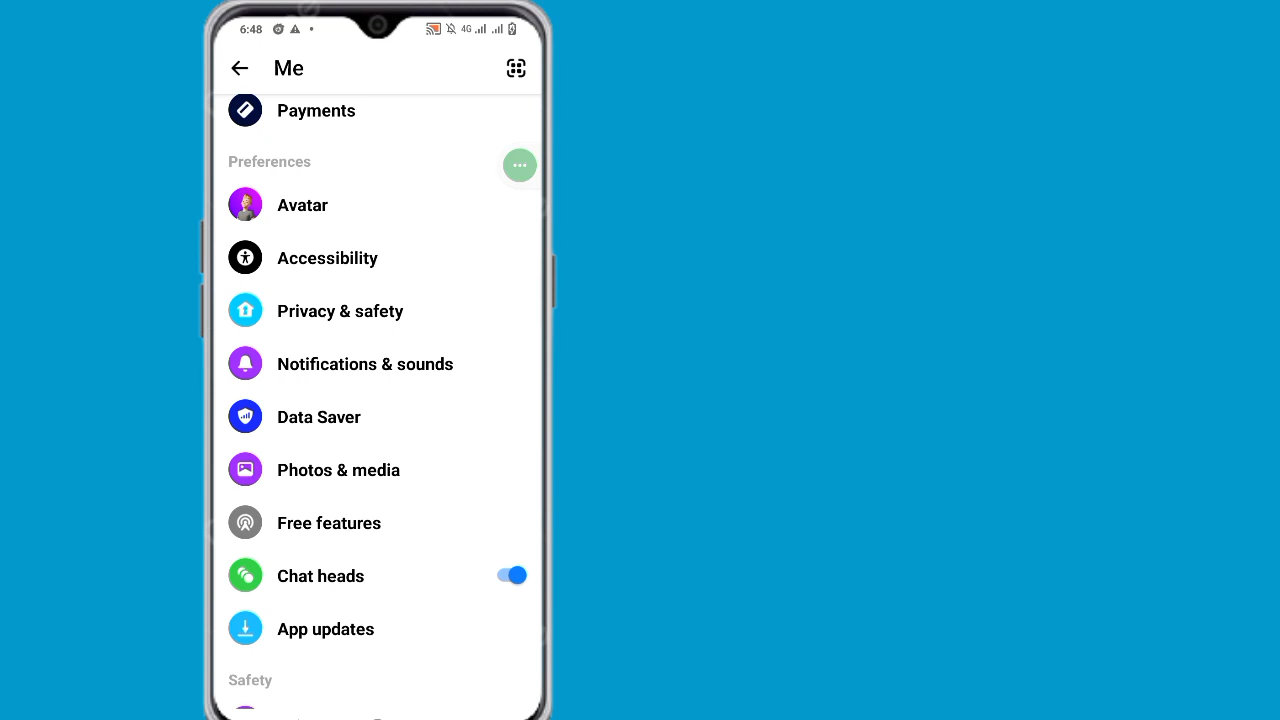 6:48 4G
Me
Payments
Preferences
Avatar
Accessibility
Privacy & safety
Notifications & sounds
Data Saver
Photos & media
Free features
Chat heads
App updates
Safety